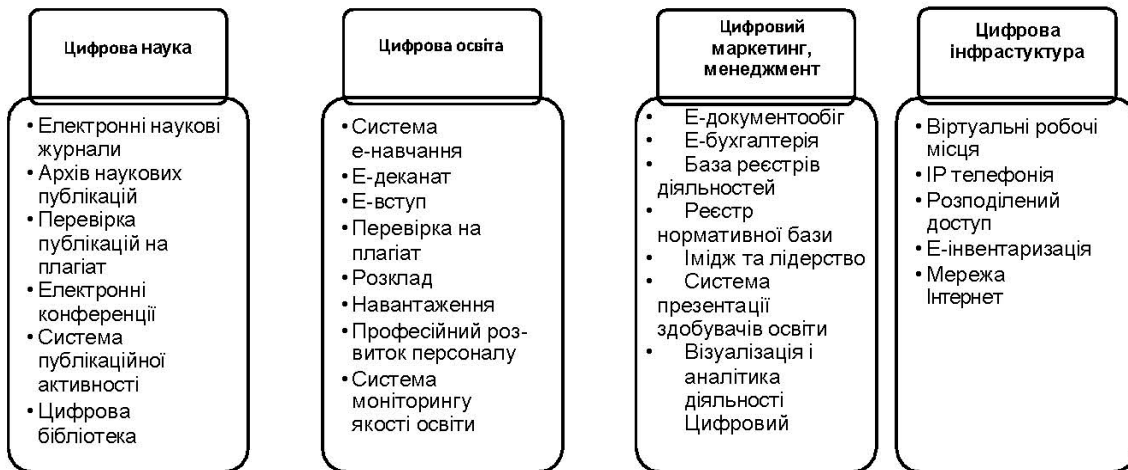 Цифрова наука
• Електронні наукові
журнали
• Архів наукових
публікацій
• Перевірка
публікацій на
плагіат
• Електронні
конференції
• Система
публікаційної
активності
• Цифрова
бібліотека
Цифрова освіта
• Система
е-навчання
• Е-деканат
• Е-вступ
• Перевірка на
плагіат
• Розклад
• Навантаження
• Професійний роз-
виток персоналу
• Система
моніторингу
якості освіти
Цифровий
маркетинг,
менеджмент
• Е-документообіг
• Е-бухгалтерія
• База реєстрів
діяльностей
• Реєстр
нормативної бази
• Імідж та лідерство
• Система
презентації
здобувачів освіти
• Візуалізація і
аналітика
діяльності
Цифровий
Цифрова
інфрастуктура
• Віртуальні робочі
місця
• ІР телефонія
• Розподілений
доступ
• Е-інвентаризація
• Мережа
Інтернет